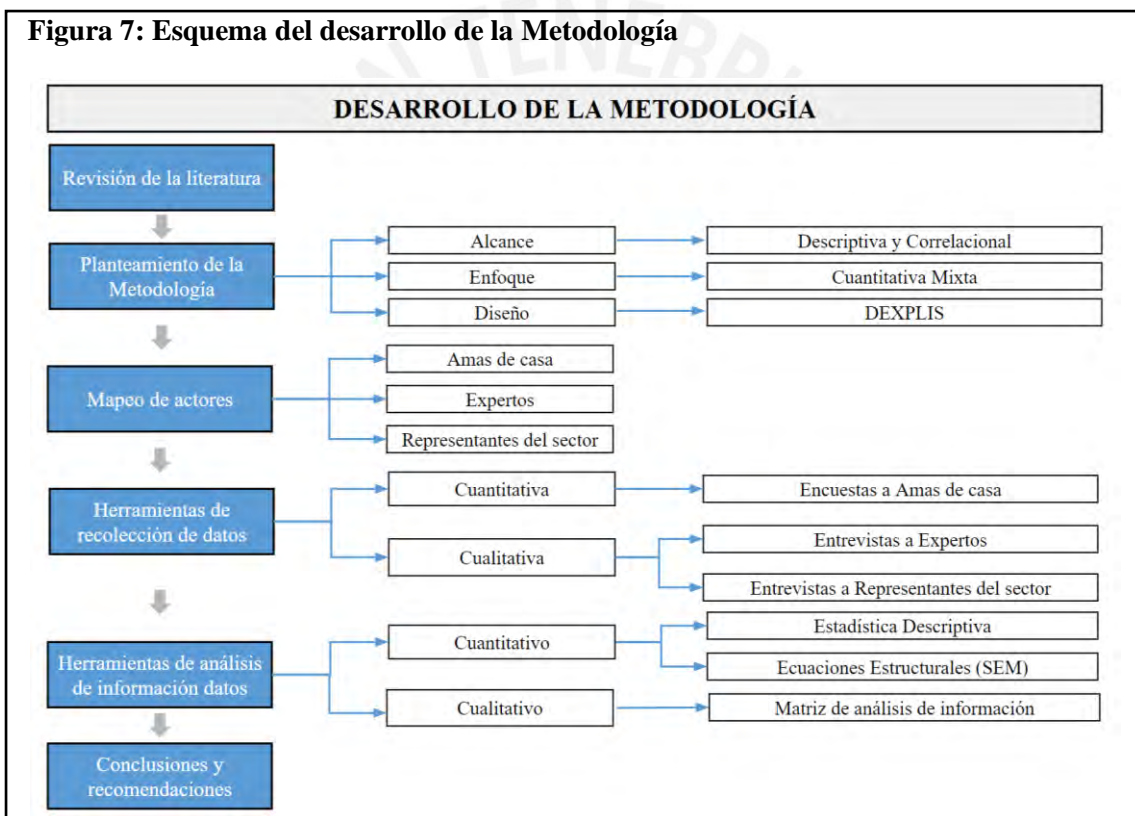 Figura 7: Esquema del desarrollo de la Metodología
N TENEBR
DESARROLLO DE LA METODOLOGÍA
Revisión de la literatura
Planteamiento de la
Metodología
Alcance
Descriptiva y Correlacional
Enfoque
Cuantitativa Mixta
Diseño
DEXPLIS
Mapeo de actores
Amas de casa
Expertos
Representantes del sector
Herramientas de
recolección de datos
Cuantitativa
Encuestas a Amas de casa
Cualitativa
Entrevistas a Expertos
Entrevistas a Representantes del sector
Herramientas de análisis
de información datos
Cuantitativo
Estadística Descriptiva
Ecuaciones Estructurales (SEM)
Cualitativo
Matriz de análisis de información
Conclusiones y
recomendaciones